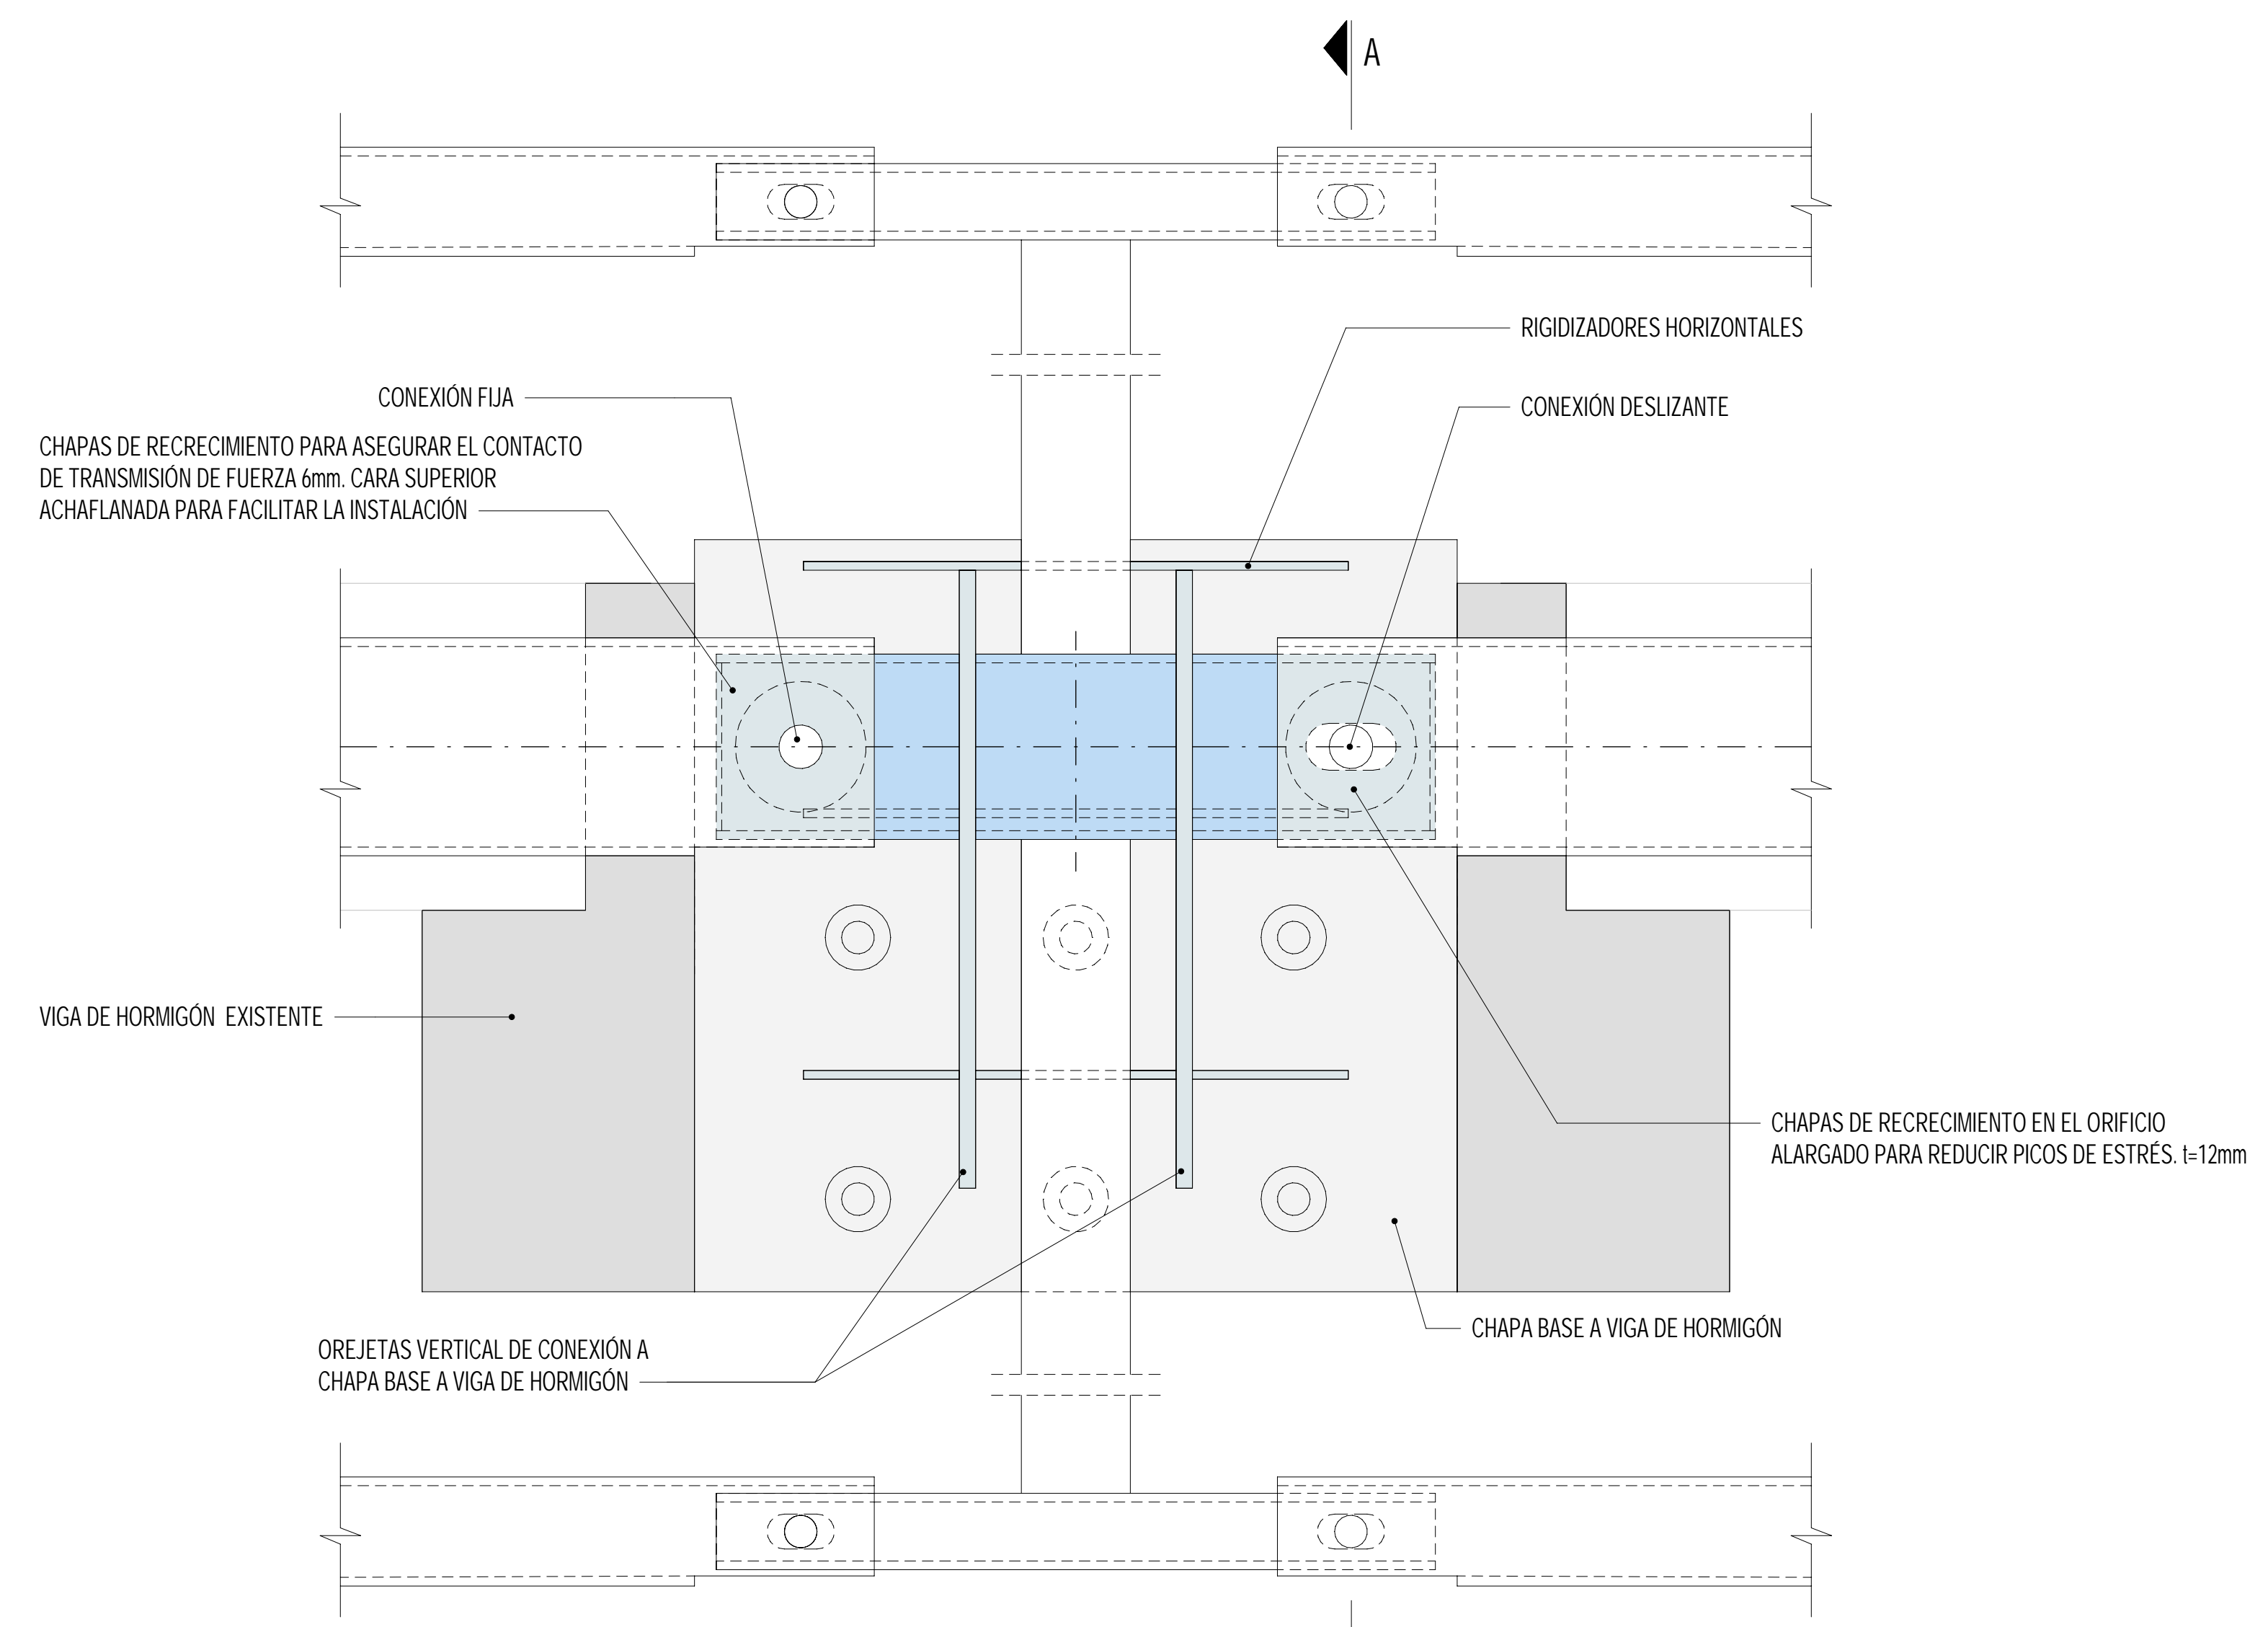 A
RIGIDIZADORES HORIZONTALES
CONEXIÓN FIJA
CONEXIÓN DESLIZANTE
CHAPAS DE RECRECIMIENTO PARA ASEGURAR EL CONTACTO
DE TRANSMISIÓN DE FUERZA 6mm. CARA SUPERIOR
ACHAFLANADA PARA FACILITAR LA INSTALACIÓN
VIGA DE HORMIGÓN EXISTENTE
CHAPAS DE RECRECIMIENTO EN EL ORIFICIO
ALARGADO PARA REDUCIR PICOS DE ESTRÉS. t=12mm
CHAPA BASE A VIGA DE HORMIGÓN
OREJETAS VERTICAL DE CONEXIÓN A
CHAPA BASE A VIGA DE HORMIGÓN